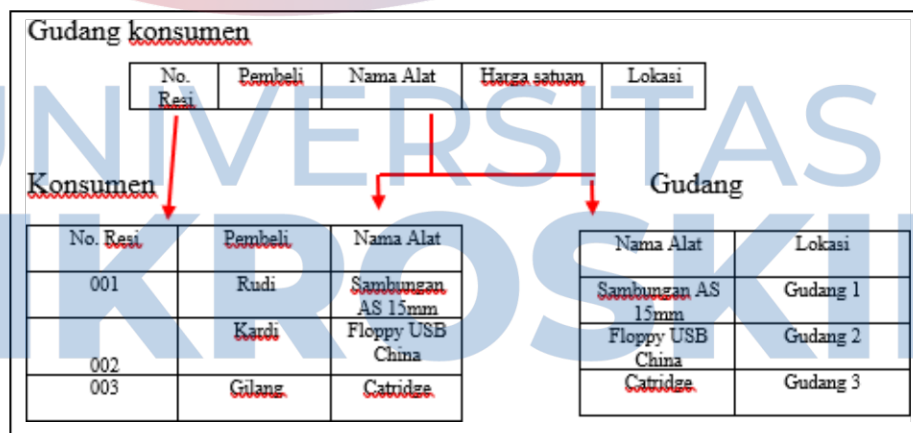 Gudang konsumen
No. Resi Pembeli Nama Alat Harga satuan Lokasi
Konsumen
Gudang
No. Resi Pembeli Nama Alat
001 Rudi Sambungan AS 15mm
002 Kardi Floppy USB China
003 Gilang Catridge
Nama Alat Lokasi
Sambungan AS 15mm Gudang 1
Floppy USB China Gudang 2
Catridge Gudang 3
UNIVERSITAS
MIKROSKIL